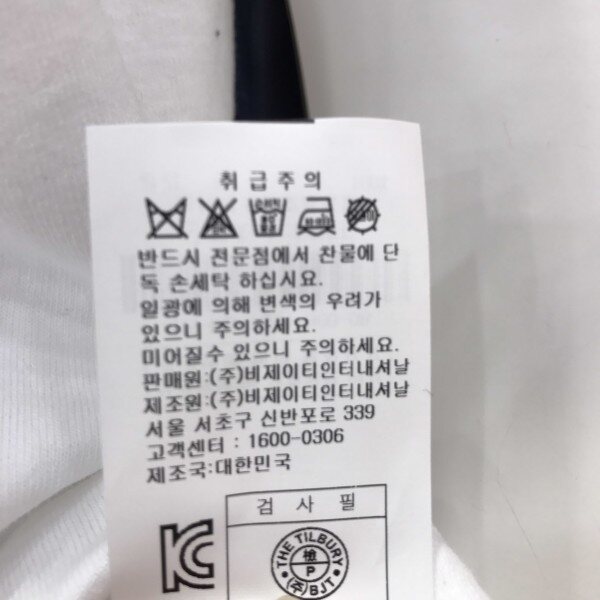 취급주의
반드시 전문점에서 찬물에 단
독 손세탁 하십시요.
일광에 의해 변색의 우려가
있으니 주의하세요.
미어질수 있으니 주의하세요.
판매원:(주)비제이티인터내셔날
제조원:(주)비제이티인터내셔날
서울 서초구 신반포로 339
고객센터 : 1600-0306
제조국:대한민국
검 사 필
THE TILBURY
檢
P
(주)BJT